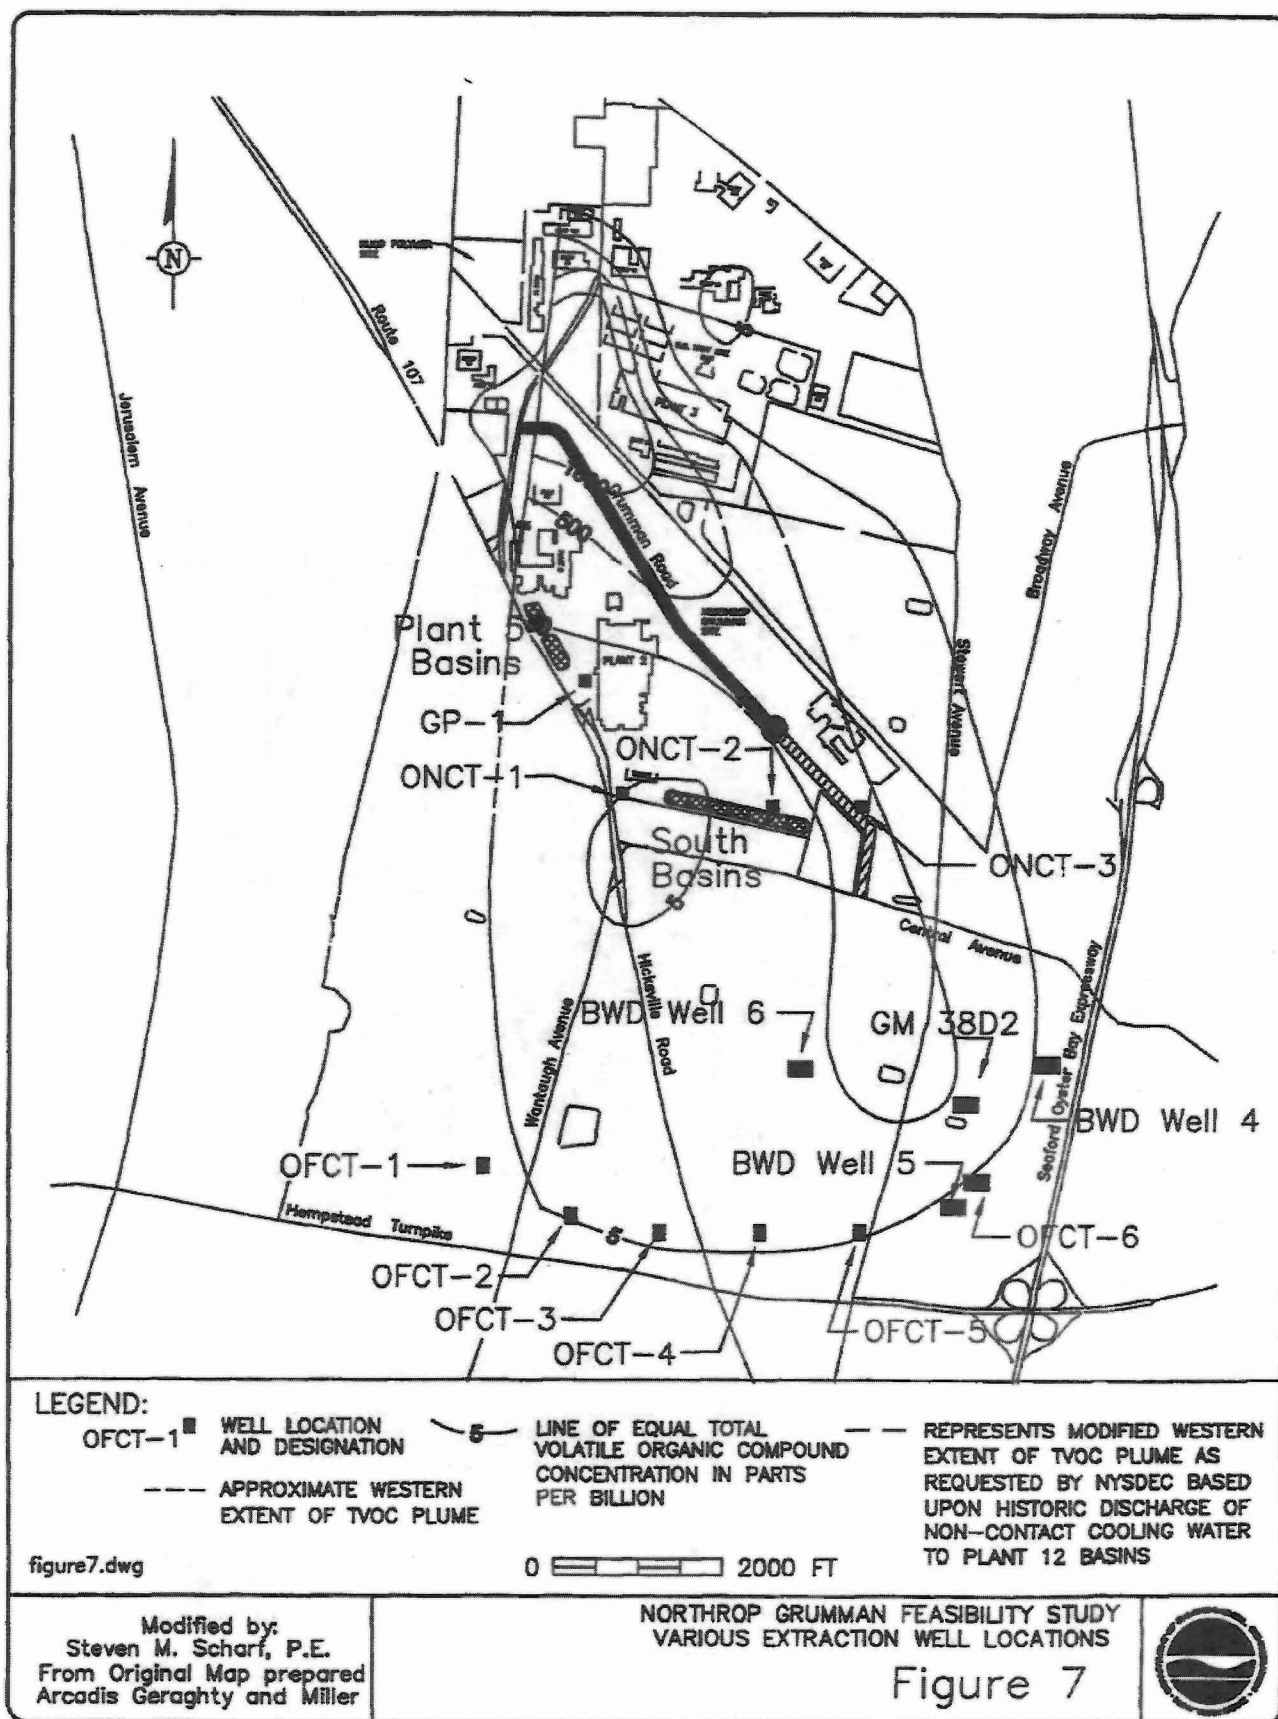 N
Route 107
Jerusalem Avenue
PLANT 3
500
Grumman Road
Broadway Avenue
Stewart Avenue
Plant 5
Basins
PLANT 2
GP-1
ONCT-2
ONCT-1
South
Basins
ONCT-3
5
Central Avenue
Hicksville Road
BWD Well 6
GM 38D2
Wantaugh Avenue
Seaford Oyster Bay Expressway
BWD Well 4
OFCT-1
BWD Well 5
Hempstead Turnpike
5
OFCT-6
OFCT-2
OFCT-3
OFCT-5
OFCT-4
LEGEND:
OFCT-1 WELL LOCATION
AND DESIGNATION
--- APPROXIMATE WESTERN
EXTENT OF TVOC PLUME
5 LINE OF EQUAL TOTAL
VOLATILE ORGANIC COMPOUND
CONCENTRATION IN PARTS
PER BILLION
— — REPRESENTS MODIFIED WESTERN
EXTENT OF TVOC PLUME AS
REQUESTED BY NYSDEC BASED
UPON HISTORIC DISCHARGE OF
NON-CONTACT COOLING WATER
TO PLANT 12 BASINS
figure7.dwg
0 2000 FT
Modified by:
Steven M. Scharf, P.E.
From Original Map prepared
Arcadis Geraghty and Miller
NORTHROP GRUMMAN FEASIBILITY STUDY
VARIOUS EXTRACTION WELL LOCATIONS
Figure 7